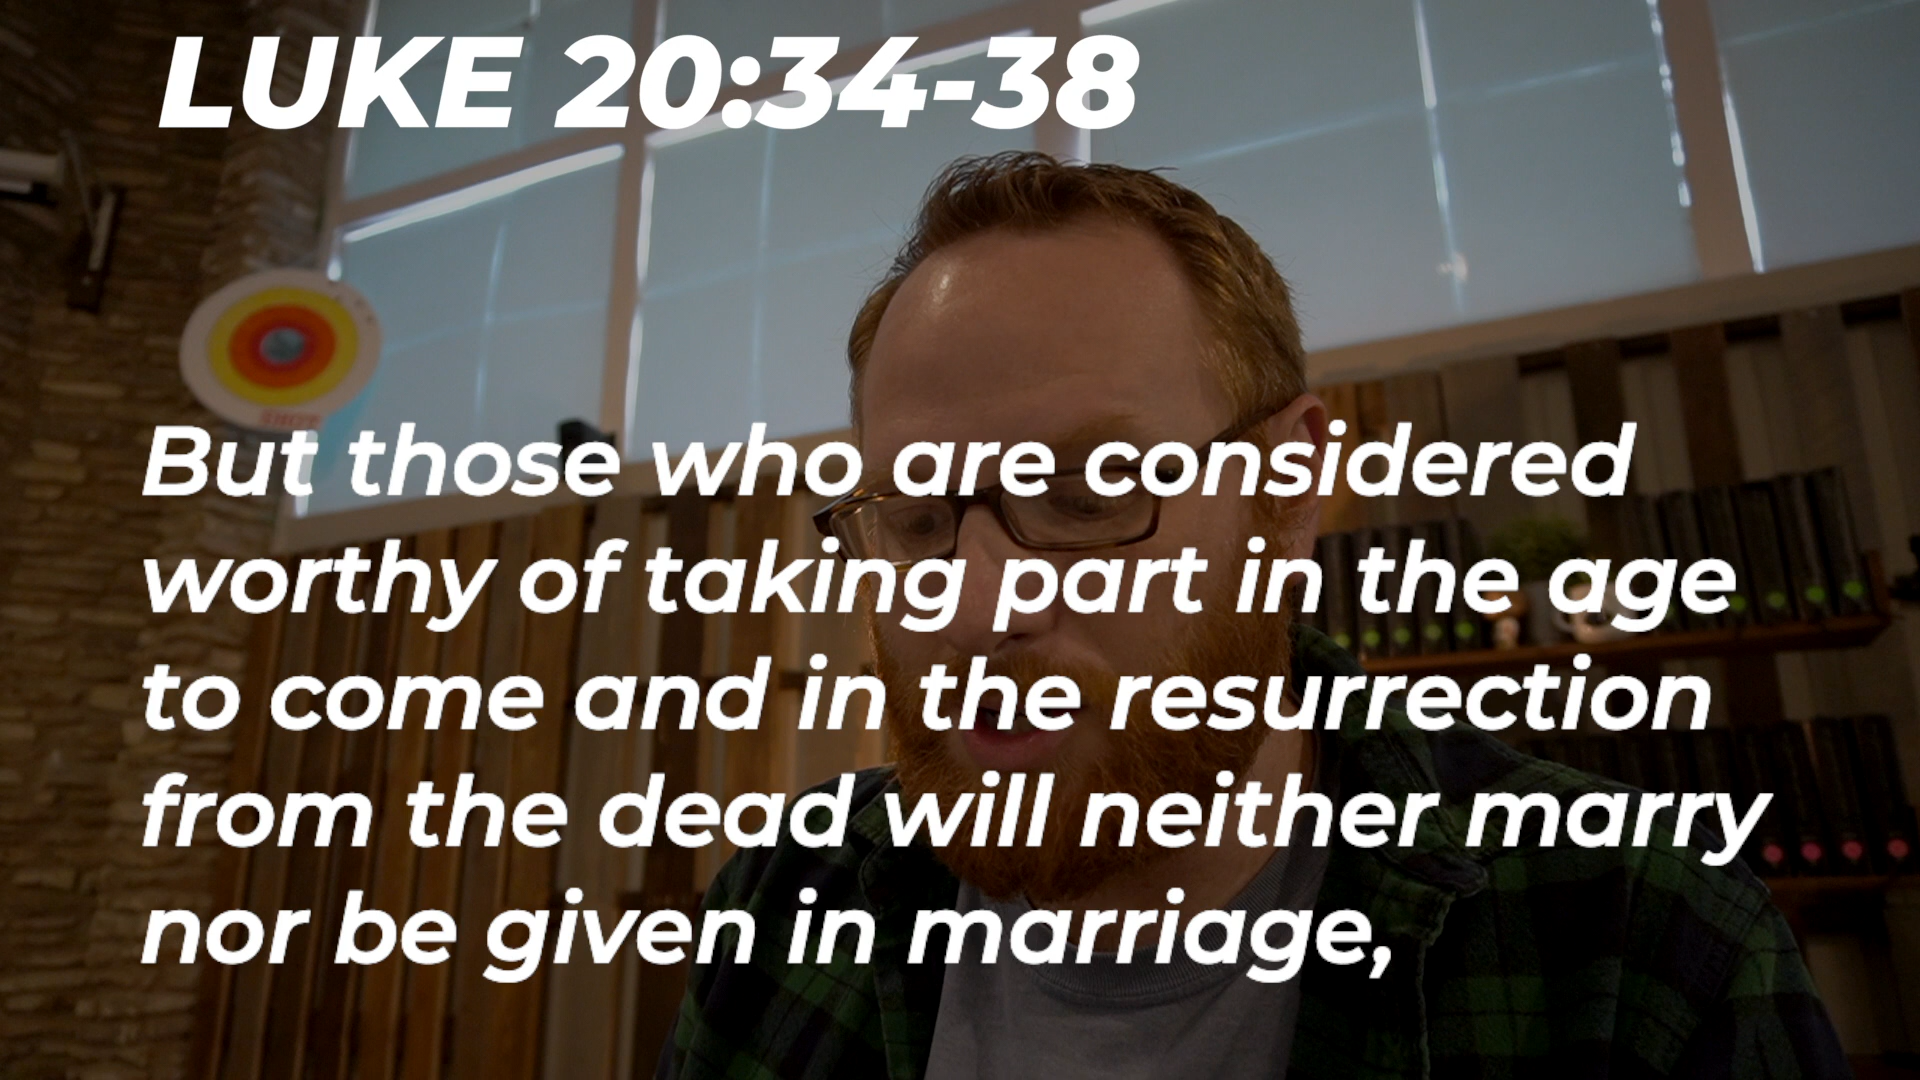 LUKE 20:34-38
But those who are considered
worthy of taking part in the age
to come and in the resurrection
from the dead will neither marry
nor be given in marriage,